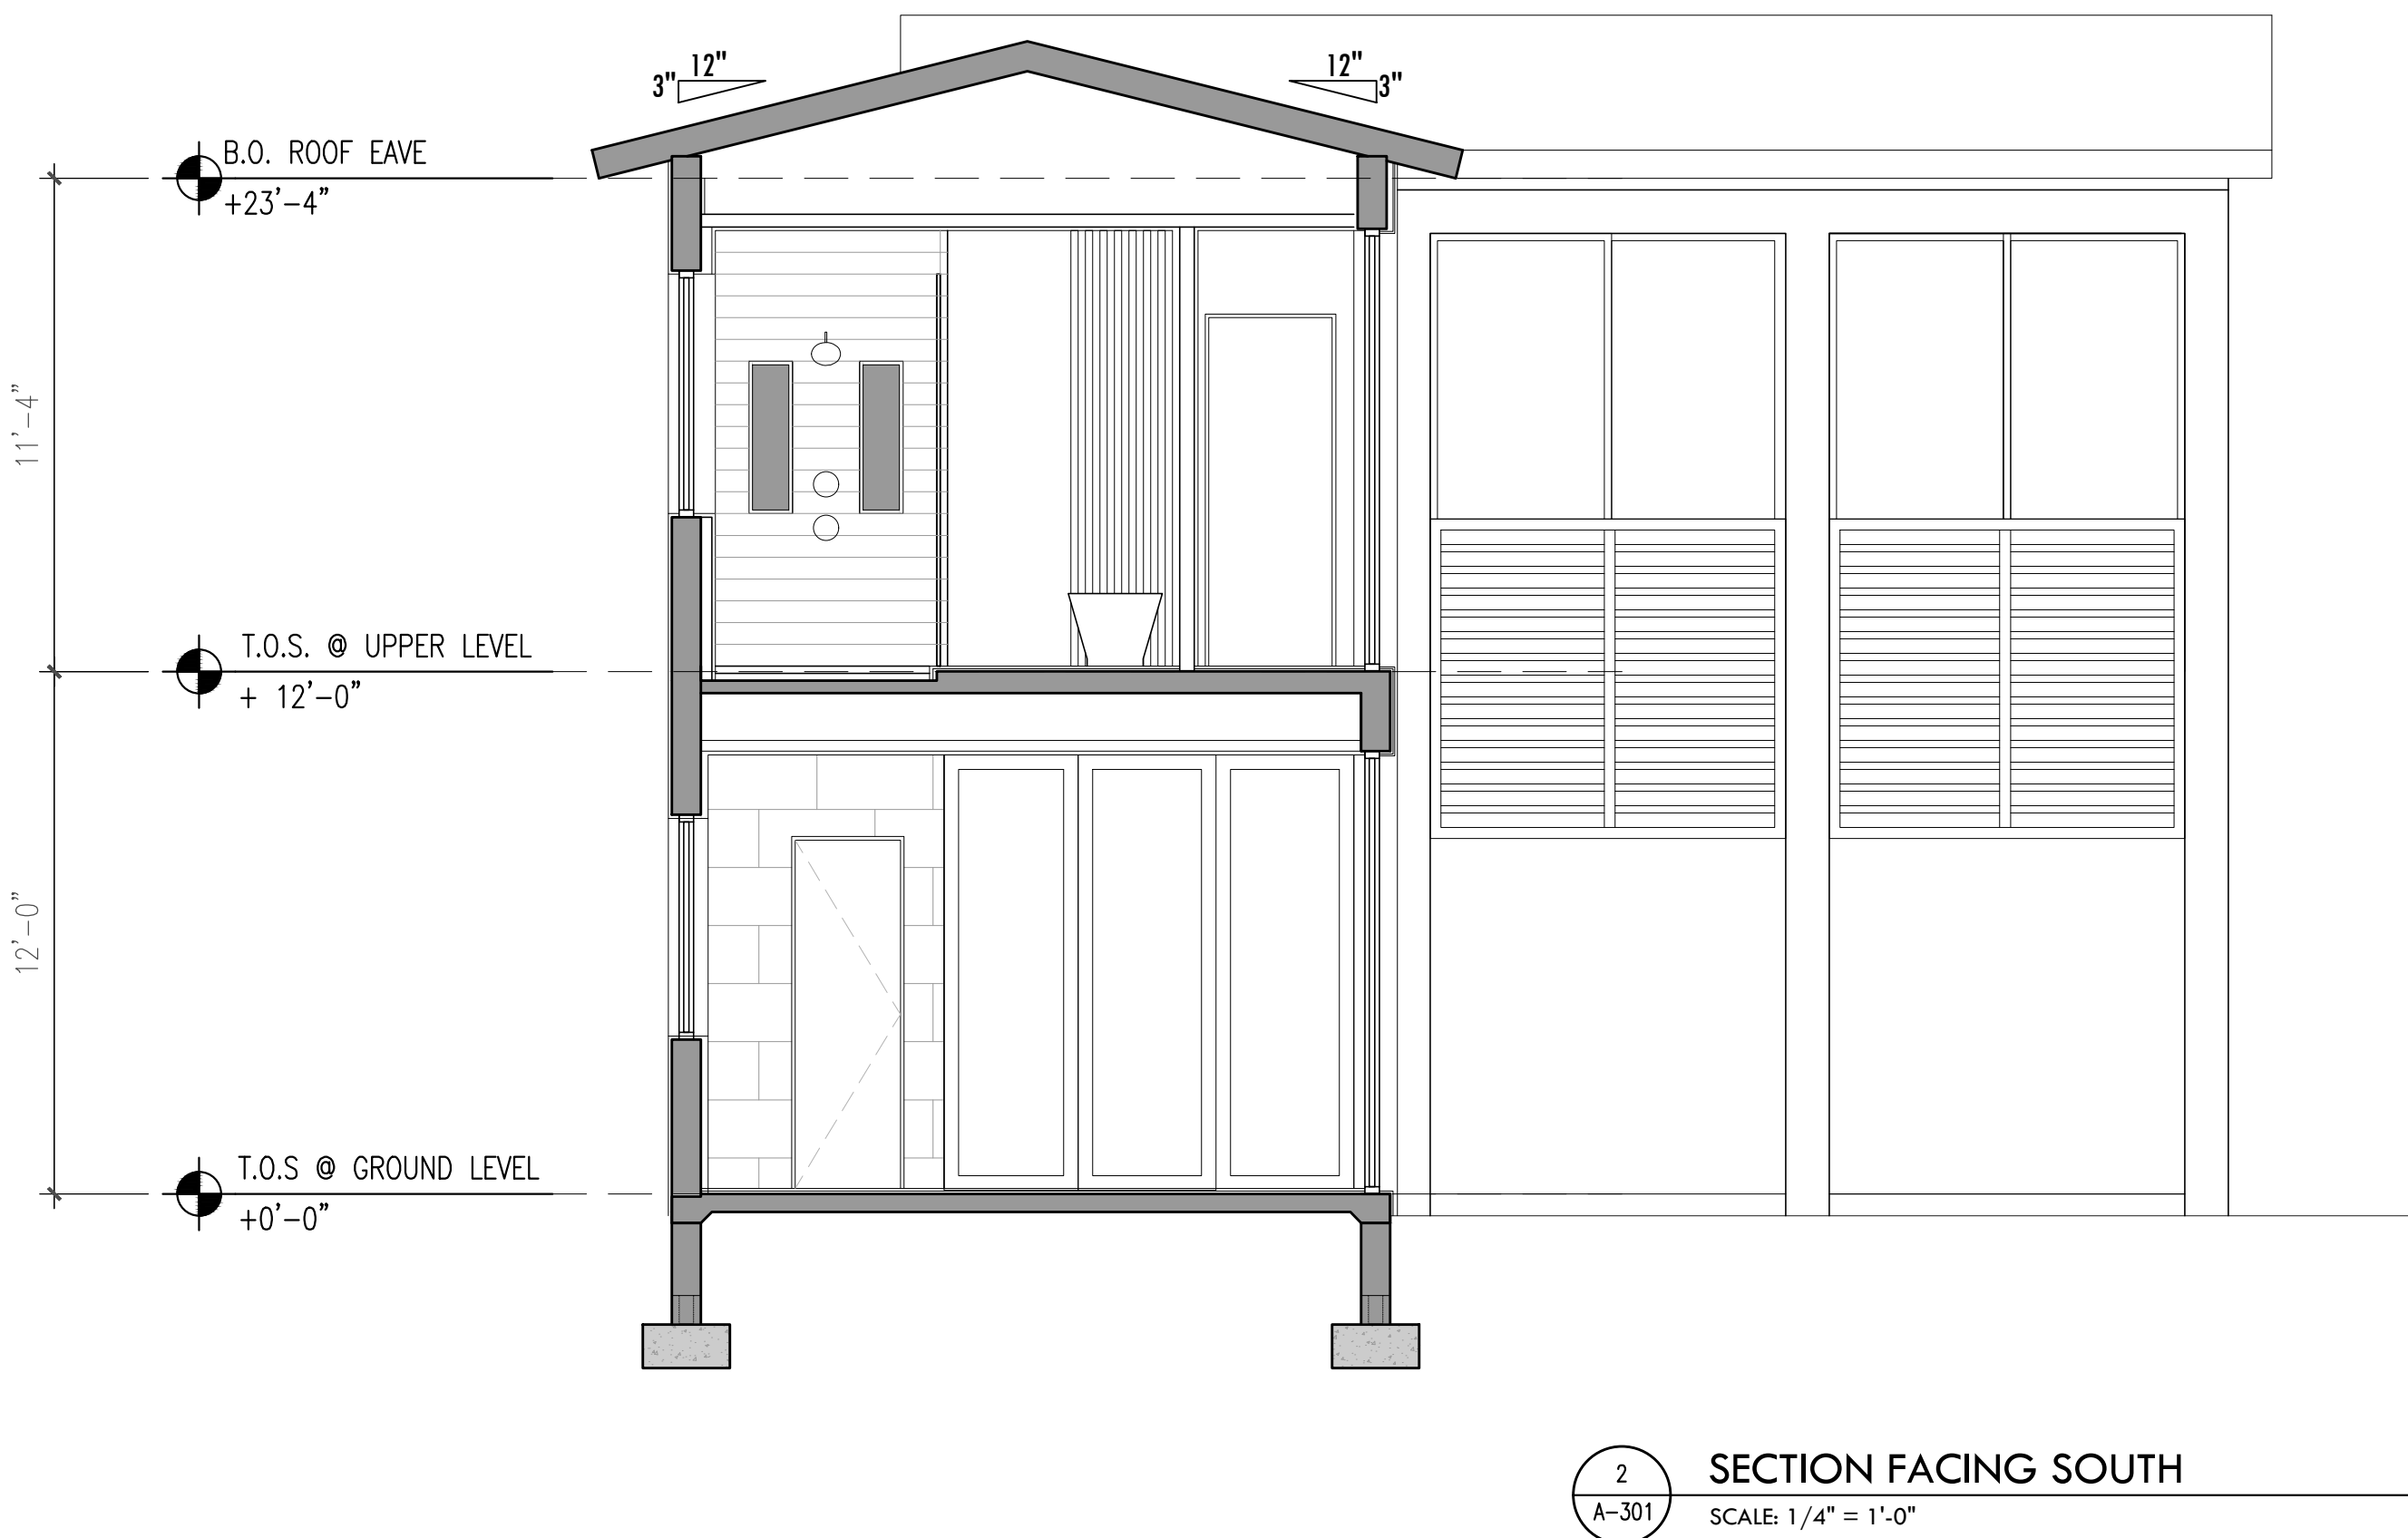 12"
3"
12"
3"
B.O. ROOF EAVE
+23'-4"
11'-4"
T.O.S. @ UPPER LEVEL
+ 12'-0"
12'-0"
T.O.S @ GROUND LEVEL
+0'-0"
2
A-301
SECTION FACING SOUTH
SCALE: 1/4" = 1'-0"